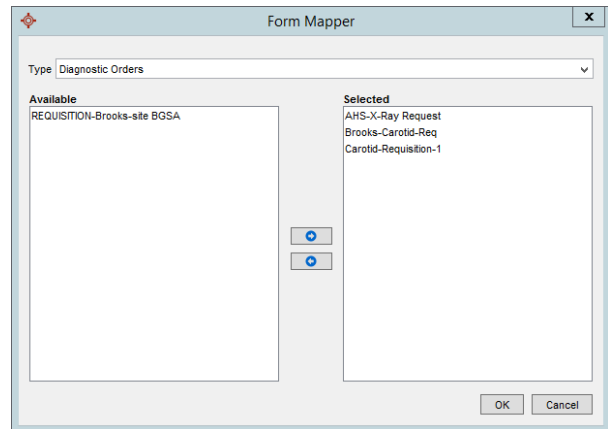 Form Mapper
x
Type Diagnostic Orders
Available
REQUISITION-Brooks-site BGSA
Selected
AHS-X-Ray Request
Brooks-Carotid-Req
Carotid-Requisition-1
OK Cancel